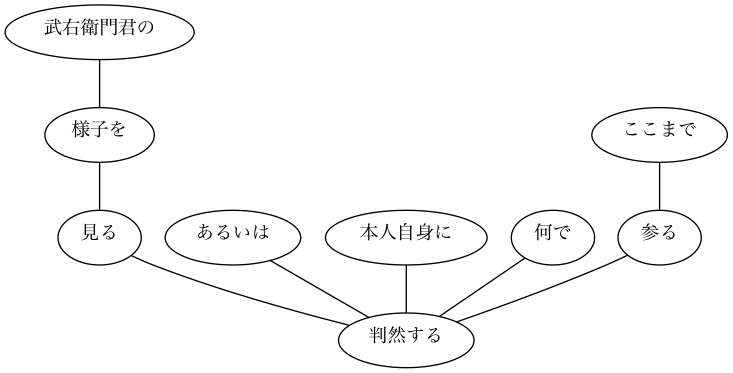 武右衛門君の
様子を
ここまで
見る
あるいは
本人自身に
何で
参る
判然する